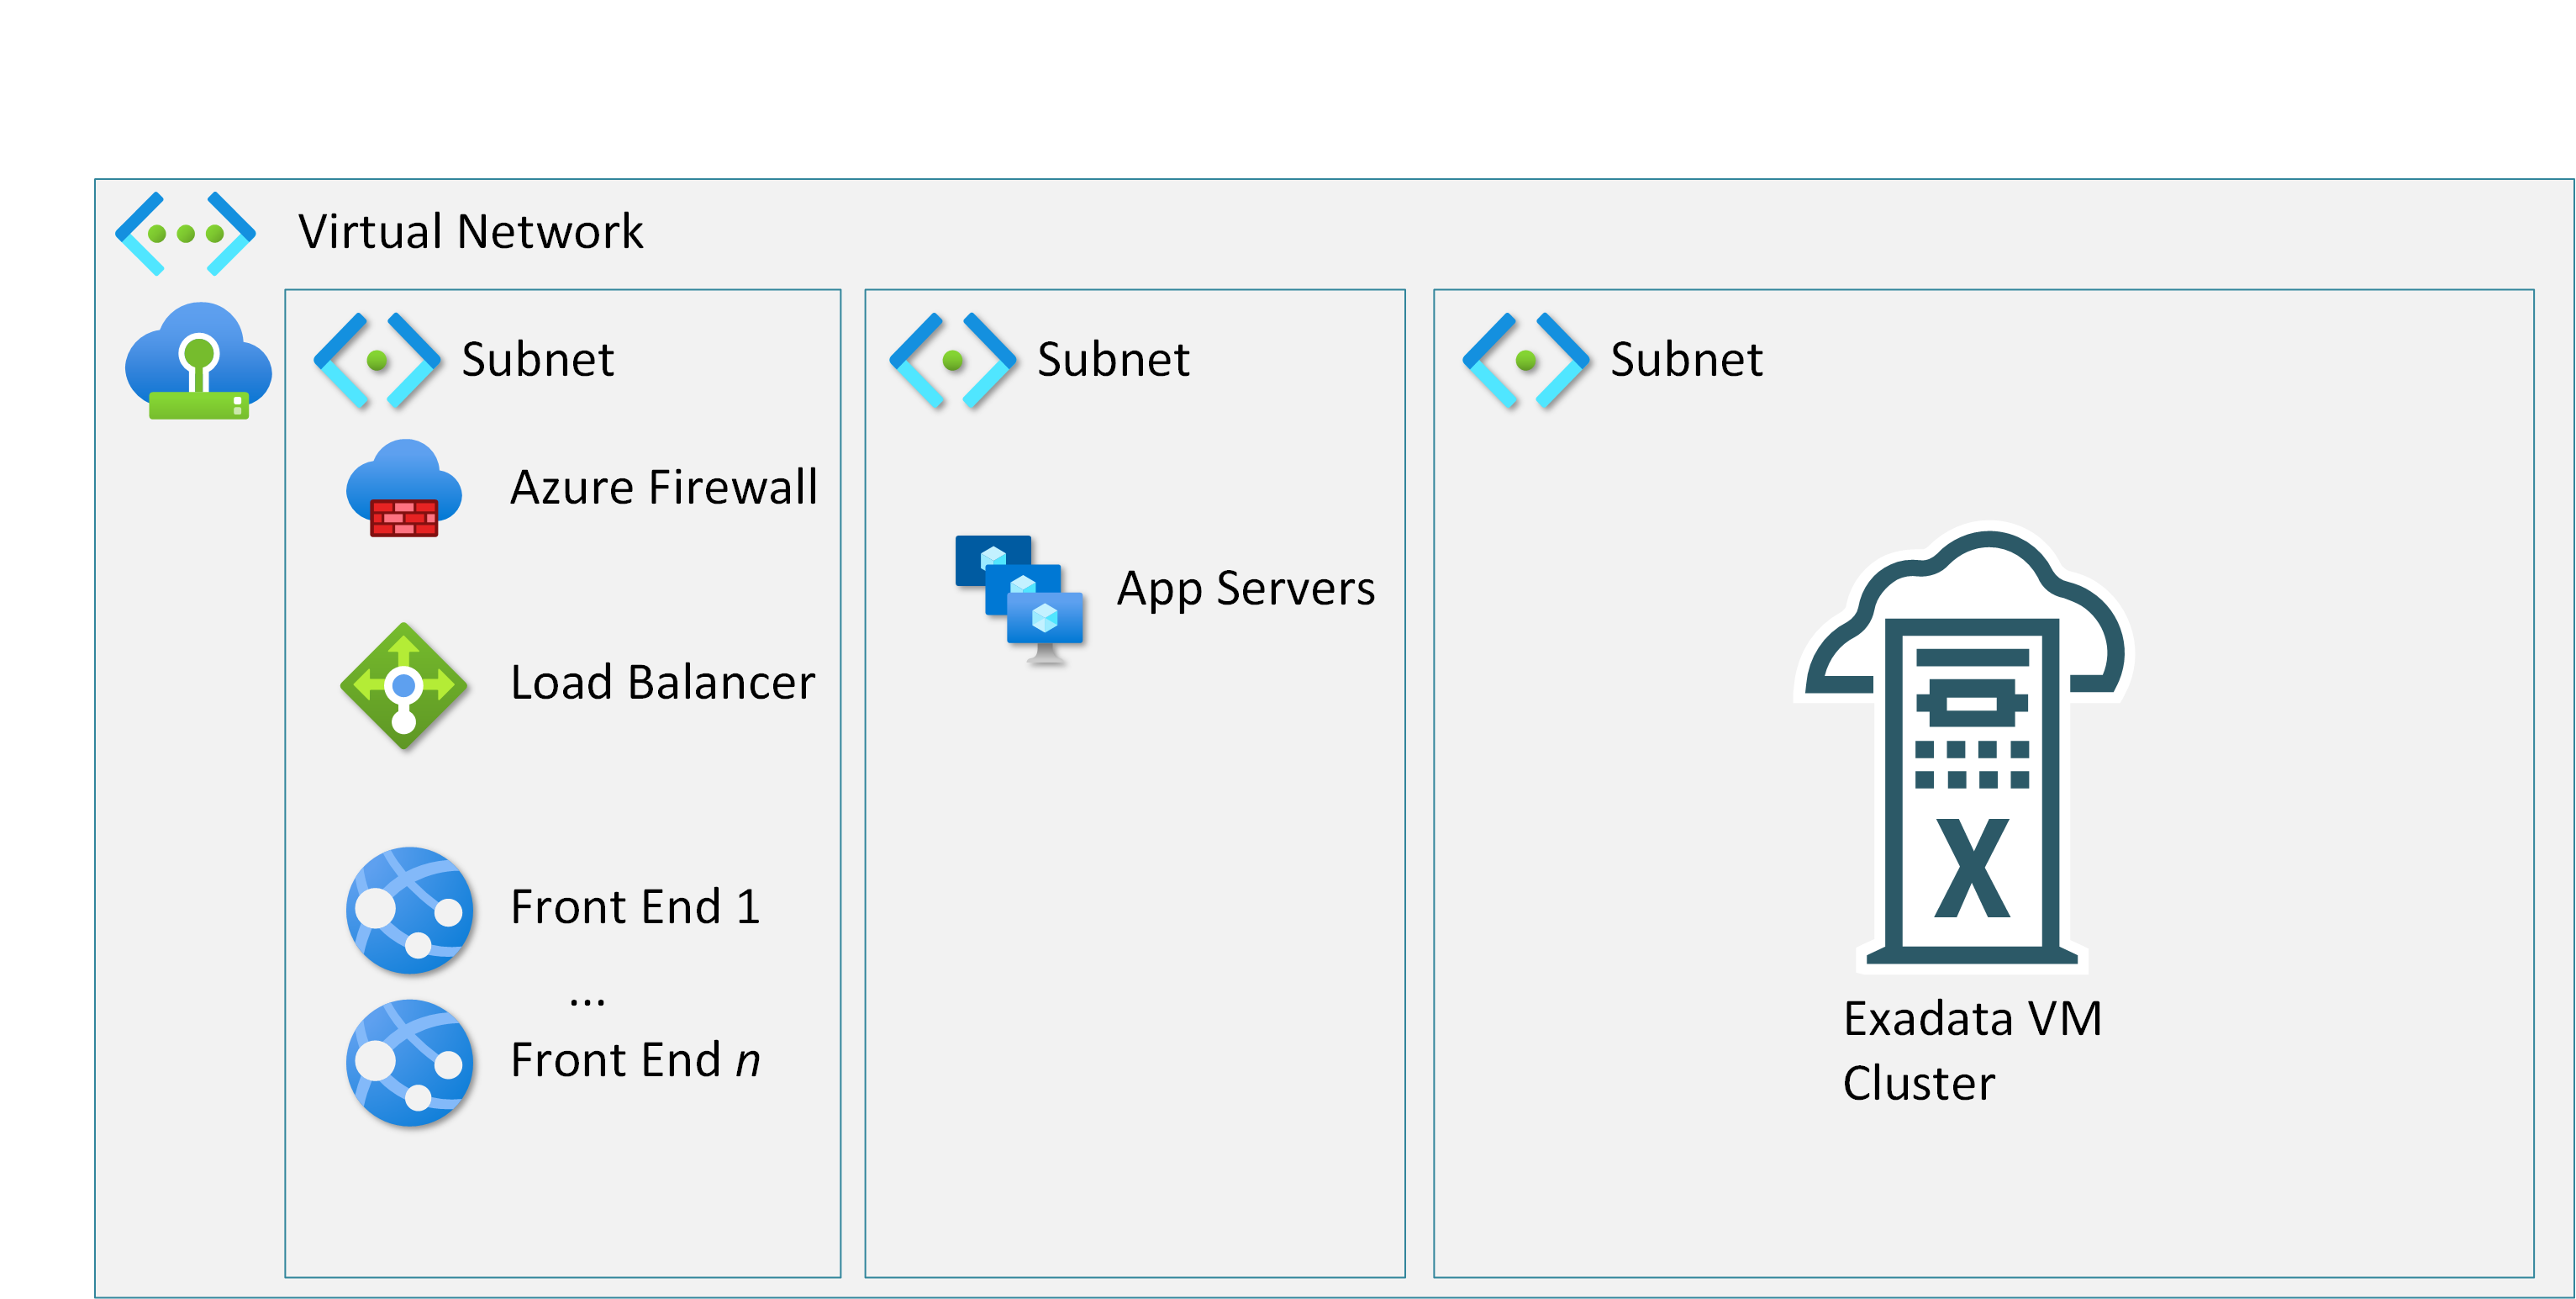 Virtual Network
Subnet
Azure Firewall
Load Balancer
Front End 1
...
Front End n
Subnet
App Servers
Subnet
X
Exadata VM
Cluster